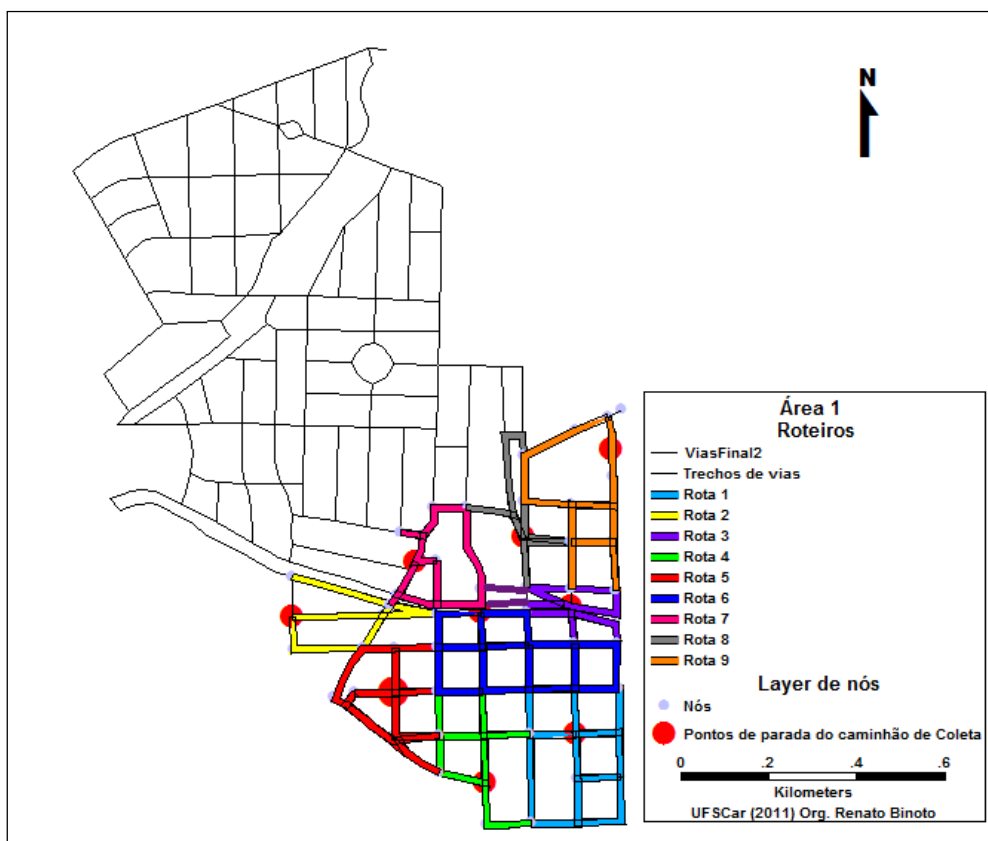 N
Área 1
Roteiros
ViasFinal2
Trechos de vias
Rota 1
Rota 2
Rota 3
Rota 4
Rota 5
Rota 6
Rota 7
Rota 8
Rota 9
Layer de nós
Nós
Pontos de parada do caminhão de Coleta
0 .2 .4 .6
Kilometers
UFSCar (2011) Org. Renato Binoto